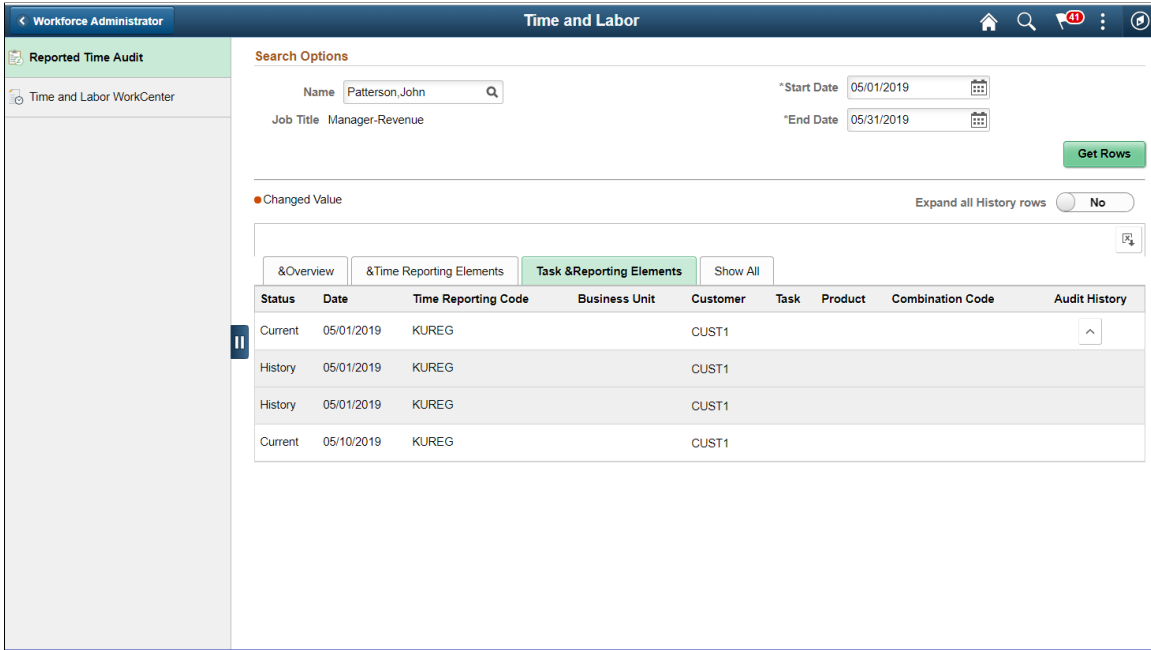 Workforce Administrator Time and Labor 41
Reported Time Audit
Time and Labor WorkCenter
Search Options
Name Patterson,John *Start Date 05/01/2019
Job Title Manager-Revenue *End Date 05/31/2019
Get Rows
Changed Value Expand all History rows No
&Overview &Time Reporting Elements Task &Reporting Elements Show All
Status Date Time Reporting Code Business Unit Customer Task Product Combination Code Audit History
Current 05/01/2019 KUREG CUST1
History 05/01/2019 KUREG CUST1
History 05/01/2019 KUREG CUST1
Current 05/10/2019 KUREG CUST1